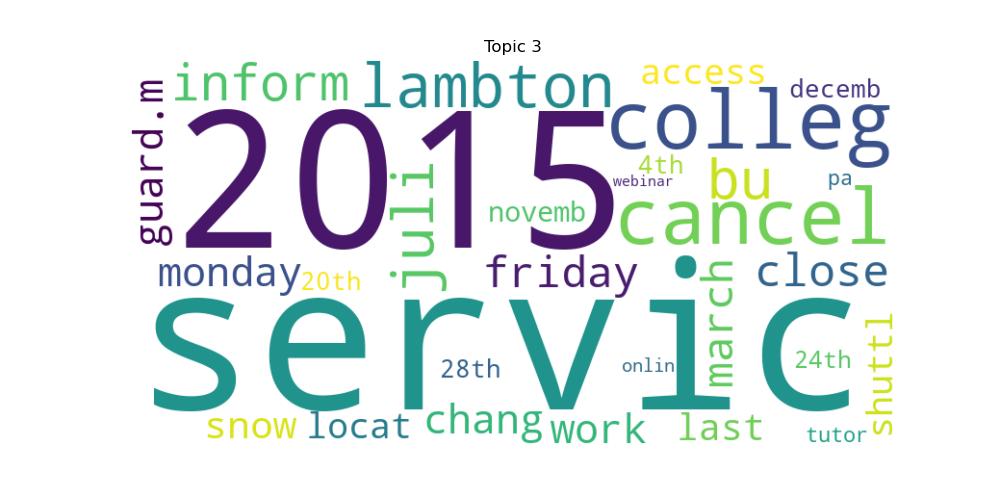 Topic 3
guard.m
inform
lambton
access
decemb
2015
colleg
4th
bu
pa
webinar
juli
novemb
cancel
monday
20th
friday
march
close
servic
28th
onlin
24th
shuttl
snow
locat
chang
work
last
tutor